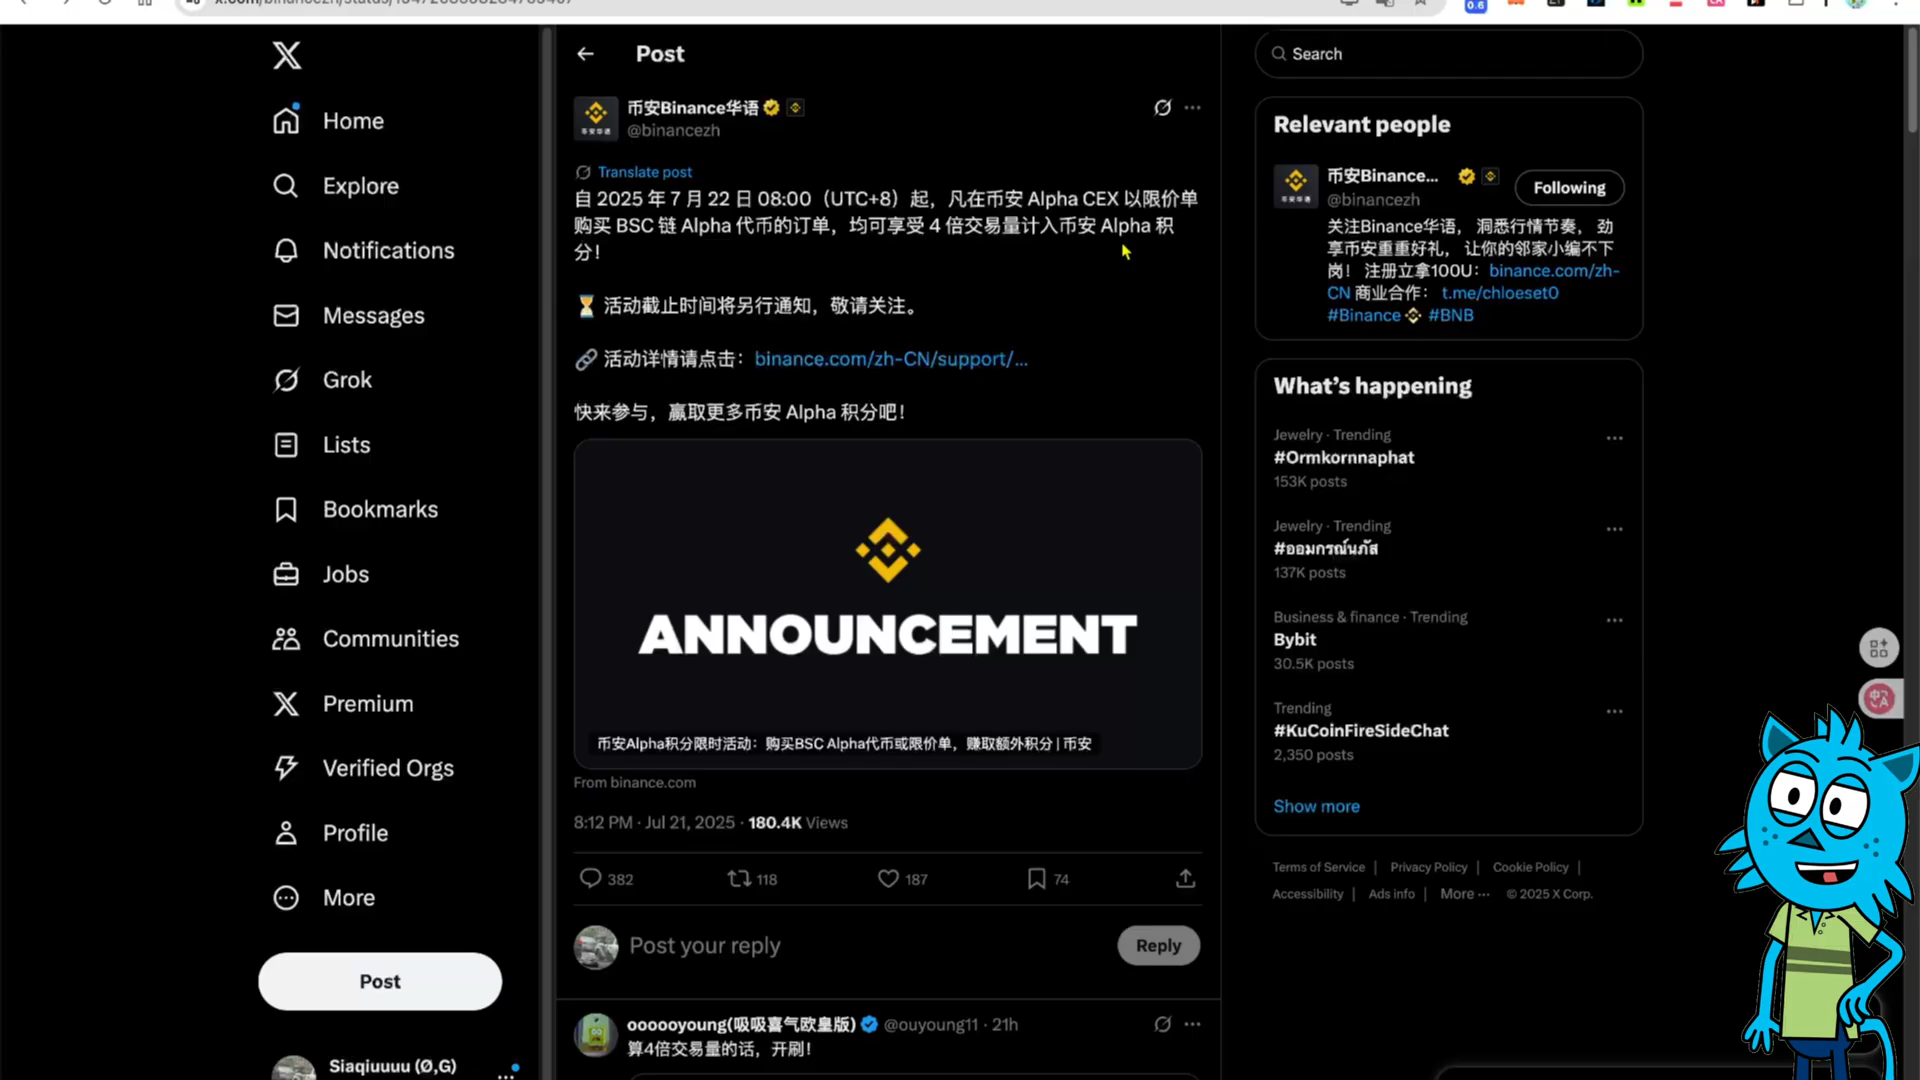 0.6
Home
Explore
Notifications
Messages
Grok
Lists
Bookmarks
Jobs
Communities
Premium
Verified Orgs
Profile
More
Post
Siaqiuuuu (Ø,G)
Post
币安Binance华语
@binancezh
币安华语
Translate post
自 2025 年 7 月 22 日 08:00（UTC+8）起，凡在币安 Alpha CEX 以限价单
购买 BSC 链 Alpha 代币的订单，均可享受 4 倍交易量计入币安 Alpha 积
分！
⏳ 活动截止时间将另行通知，敬请关注。
🔗 活动详情请点击：binance.com/zh-CN/support/...
快来参与，赢取更多币安 Alpha 积分吧！
ANNOUNCEMENT
币安Alpha积分限时活动：购买BSC Alpha代币或限价单，赚取额外积分 | 币安
From binance.com
8:12 PM · Jul 21, 2025 · 180.4K Views
382
118
187
74
Post your reply
Reply
oooooyoung(吸吸喜气欧皇版) @ouyoung11 · 21h
算4倍交易量的话，开刷！
Search
Relevant people
币安Binance...
@binancezh
Following
关注Binance华语， 洞悉行情节奏， 劲
享币安重重好礼， 让你的邻家小编不下
岗！ 注册立拿100U：binance.com/zh-
CN 商业合作： t.me/chloeset0
#Binance #BNB
What's happening
Jewelry · Trending
#Ormkornnaphat
153K posts
Jewelry · Trending
#ออมกรณ์นภัส
137K posts
Business & finance · Trending
Bybit
30.5K posts
Trending
#KuCoinFireSideChat
2,350 posts
Show more
Terms of Service | Privacy Policy | Cookie Policy |
Accessibility | Ads info | More ··· © 2025 X Corp.